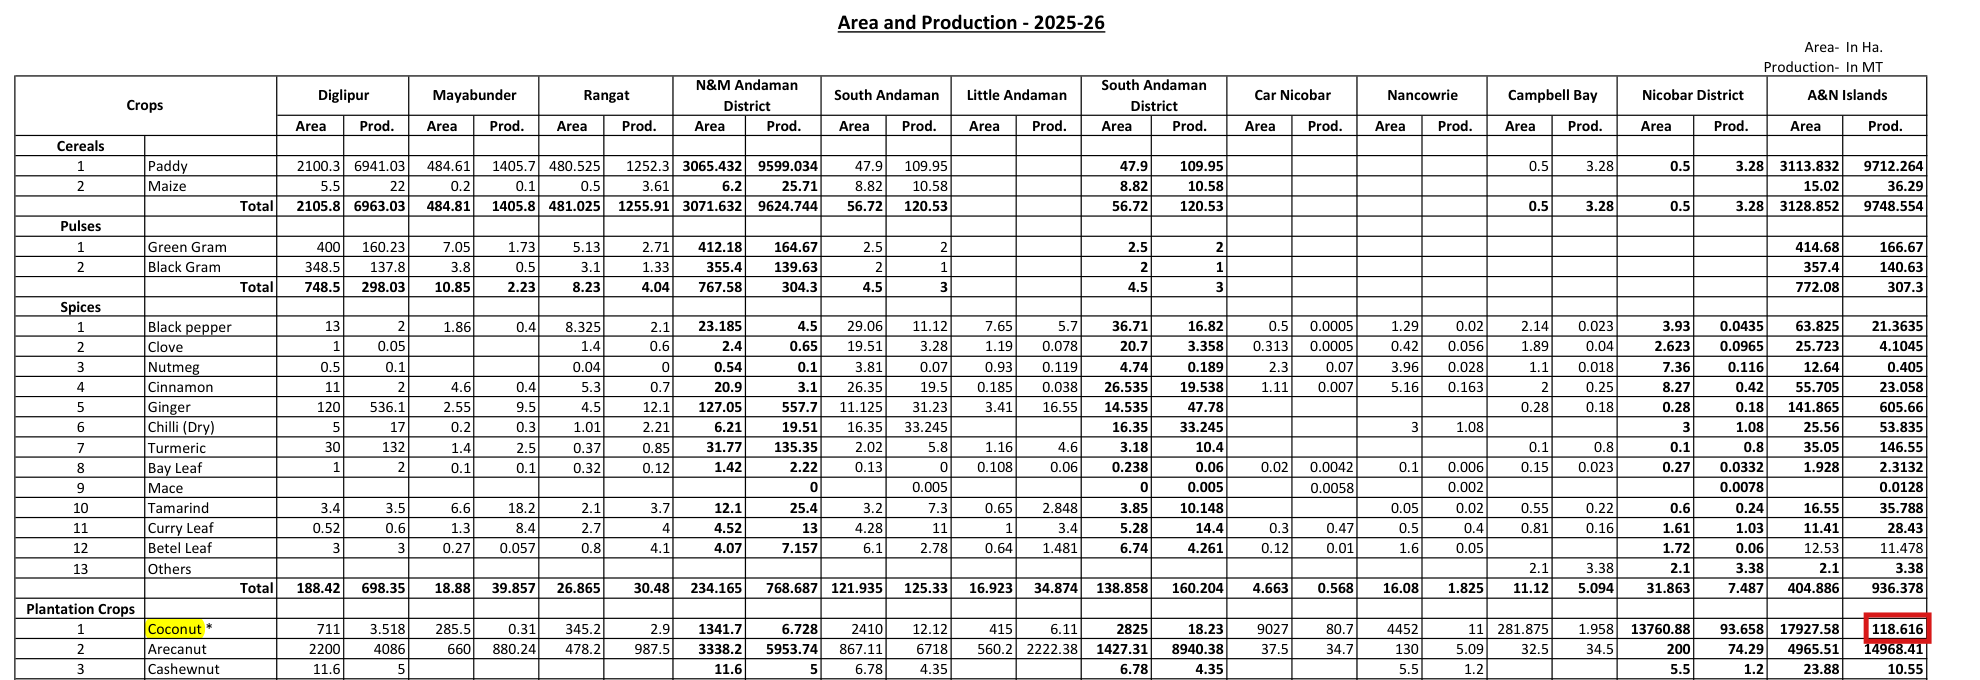 Area and Production - 2025-26
Area- In Ha.
Production- In MT
Crops Diglipur Mayabunder Rangat N&M Andaman District South Andaman Little Andaman South Andaman District Car Nicobar Nancowrie Campbell Bay Nicobar District A&N Islands
Area Prod. Area Prod. Area Prod. Area Prod. Area Prod. Area Prod. Area Prod. Area Prod. Area Prod. Area Prod. Area Prod. Area Prod.
Cereals
1 Paddy 2100.3 6941.03 484.61 1405.7 480.525 1252.3 3065.432 9599.034 47.9 109.95 47.9 109.95 0.5 3.28 0.5 3.28 3113.832 9712.264
2 Maize 5.5 22 0.2 0.1 0.5 3.61 6.2 25.71 8.82 10.58 8.82 10.58 15.02 36.29
Total 2105.8 6963.03 484.81 1405.8 481.025 1255.91 3071.632 9624.744 56.72 120.53 56.72 120.53 0.5 3.28 0.5 3.28 3128.852 9748.554
Pulses
1 Green Gram 400 160.23 7.05 1.73 5.13 2.71 412.18 164.67 2.5 2 2.5 2 414.68 166.67
2 Black Gram 348.5 137.8 3.8 0.5 3.1 1.33 355.4 139.63 2 1 2 1 357.4 140.63
Total 748.5 298.03 10.85 2.23 8.23 4.04 767.58 304.3 4.5 3 4.5 3 772.08 307.3
Spices
1 Black pepper 13 2 1.86 0.4 8.325 2.1 23.185 4.5 29.06 11.12 7.65 5.7 36.71 16.82 0.5 0.0005 1.29 0.02 2.14 0.023 3.93 0.0435 63.825 21.3635
2 Clove 1 0.05 1.4 0.6 2.4 0.65 19.51 3.28 1.19 0.078 20.7 3.358 0.313 0.0005 0.42 0.056 1.89 0.04 2.623 0.0965 25.723 4.1045
3 Nutmeg 0.5 0.1 0.04 0 0.54 0.1 3.81 0.07 0.93 0.119 4.74 0.189 2.3 0.07 3.96 0.028 1.1 0.018 7.36 0.116 12.64 0.405
4 Cinnamon 11 2 4.6 0.4 5.3 0.7 20.9 3.1 26.35 19.5 0.185 0.038 26.535 19.538 1.11 0.007 5.16 0.163 2 0.25 8.27 0.42 55.705 23.058
5 Ginger 120 536.1 2.55 9.5 4.5 12.1 127.05 557.7 11.125 31.23 3.41 16.55 14.535 47.78 0.28 0.18 0.28 0.18 141.865 605.66
6 Chilli (Dry) 5 17 0.2 0.3 1.01 2.21 6.21 19.51 16.35 33.245 16.35 33.245 3 1.08 3 1.08 25.56 53.835
7 Turmeric 30 132 1.4 2.5 0.37 0.85 31.77 135.35 2.02 5.8 1.16 4.6 3.18 10.4 0.1 0.8 0.1 0.8 35.05 146.55
8 Bay Leaf 1 2 0.1 0.1 0.32 0.12 1.42 2.22 0.13 0 0.108 0.06 0.238 0.06 0.02 0.0042 0.1 0.006 0.15 0.023 0.27 0.0332 1.928 2.3132
9 Mace 0 0.005 0 0.005 0.0058 0.002 0.0078 0.0128
10 Tamarind 3.4 3.5 6.6 18.2 2.1 3.7 12.1 25.4 3.2 7.3 0.65 2.848 3.85 10.148 0.05 0.02 0.55 0.22 0.6 0.24 16.55 35.788
11 Curry Leaf 0.52 0.6 1.3 8.4 2.7 4 4.52 13 4.28 11 1 3.4 5.28 14.4 0.3 0.47 0.5 0.4 0.81 0.16 1.61 1.03 11.41 28.43
12 Betel Leaf 3 3 0.27 0.057 0.8 4.1 4.07 7.157 6.1 2.78 0.64 1.481 6.74 4.261 0.12 0.01 1.6 0.05 1.72 0.06 12.53 11.478
13 Others 2.1 3.38 2.1 3.38 2.1 3.38
Total 188.42 698.35 18.88 39.857 26.865 30.48 234.165 768.687 121.935 125.33 16.923 34.874 138.858 160.204 4.663 0.568 16.08 1.825 11.12 5.094 31.863 7.487 404.886 936.378
Plantation Crops
1 Coconut * 711 3.518 285.5 0.31 345.2 2.9 1341.7 6.728 2410 12.12 415 6.11 2825 18.23 9027 80.7 4452 11 281.875 1.958 13760.88 93.658 17927.58 118.616
2 Arecanut 2200 4086 660 880.24 478.2 987.5 3338.2 5953.74 867.11 6718 560.2 2222.38 1427.31 8940.38 37.5 34.7 130 5.09 32.5 34.5 200 74.29 4965.51 14968.41
3 Cashewnut 11.6 5 11.6 5 6.78 4.35 6.78 4.35 5.5 1.2 5.5 1.2 23.88 10.55